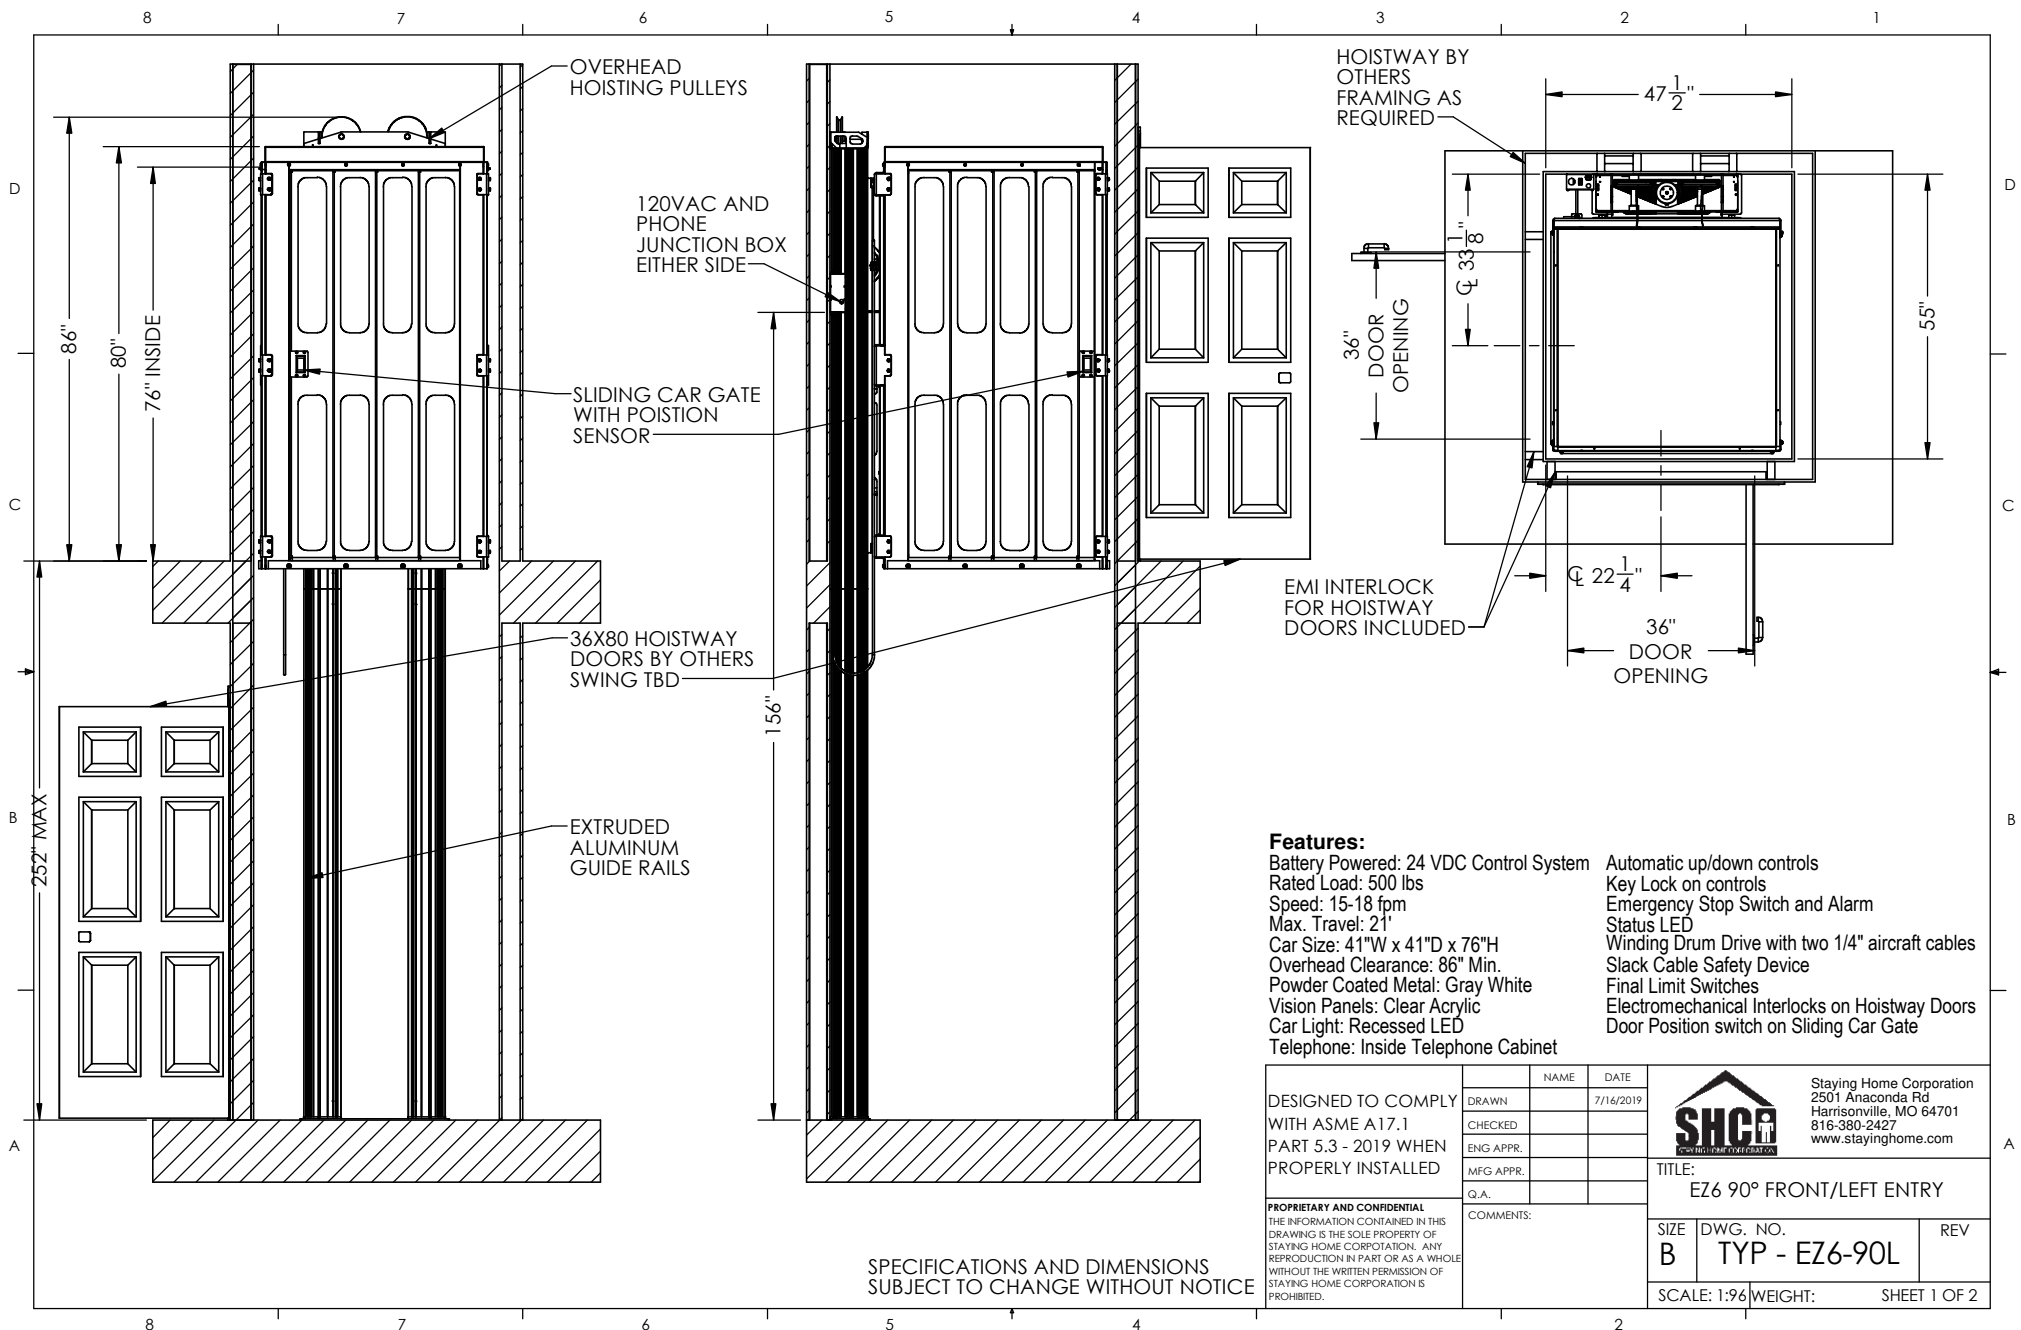 8
7
6
5
4
3
2
1
D
D
C
C
B
B
A
A
OVERHEAD
HOISTING PULLEYS
86"
80"
76" INSIDE
120VAC AND
PHONE
JUNCTION BOX
EITHER SIDE
SLIDING CAR GATE
WITH POISTION
SENSOR
36X80 HOISTWAY
DOORS BY OTHERS
SWING TBD
156"
252" MAX
EXTRUDED
ALUMINUM
GUIDE RAILS
HOISTWAY BY
OTHERS
FRAMING AS
REQUIRED
47 1/2"
℄ 33 1/8"
36"
DOOR
OPENING
55"
EMI INTERLOCK
FOR HOISTWAY
DOORS INCLUDED
℄ 22 1/4"
36"
DOOR
OPENING
Features:
Battery Powered: 24 VDC Control System
Rated Load: 500 lbs
Speed: 15-18 fpm
Max. Travel: 21'
Car Size: 41"W x 41"D x 76"H
Overhead Clearance: 86" Min.
Powder Coated Metal: Gray White
Vision Panels: Clear Acrylic
Car Light: Recessed LED
Telephone: Inside Telephone Cabinet
Automatic up/down controls
Key Lock on controls
Emergency Stop Switch and Alarm
Status LED
Winding Drum Drive with two 1/4" aircraft cables
Slack Cable Safety Device
Final Limit Switches
Electromechanical Interlocks on Hoistway Doors
Door Position switch on Sliding Car Gate
DESIGNED TO COMPLY
WITH ASME A17.1
PART 5.3 - 2019 WHEN
PROPERLY INSTALLED
PROPRIETARY AND CONFIDENTIAL
THE INFORMATION CONTAINED IN THIS
DRAWING IS THE SOLE PROPERTY OF
STAYING HOME CORPOTATION. ANY
REPRODUCTION IN PART OR AS A WHOLE
WITHOUT THE WRITTEN PERMISSION OF
STAYING HOME CORPORATION IS
PROHIBITED.
NAME DATE
DRAWN 7/16/2019
CHECKED
ENG APPR.
MFG APPR.
Q.A.
COMMENTS:
SHC
STAYING HOME CORPORATION
Staying Home Corporation
2501 Anaconda Rd
Harrisonville, MO 64701
816-380-2427
www.stayinghome.com
TITLE:
EZ6 90° FRONT/LEFT ENTRY
SIZE DWG. NO. REV
B TYP - EZ6-90L
SCALE: 1:96 WEIGHT: SHEET 1 OF 2
SPECIFICATIONS AND DIMENSIONS
SUBJECT TO CHANGE WITHOUT NOTICE
8
7
6
5
4
2